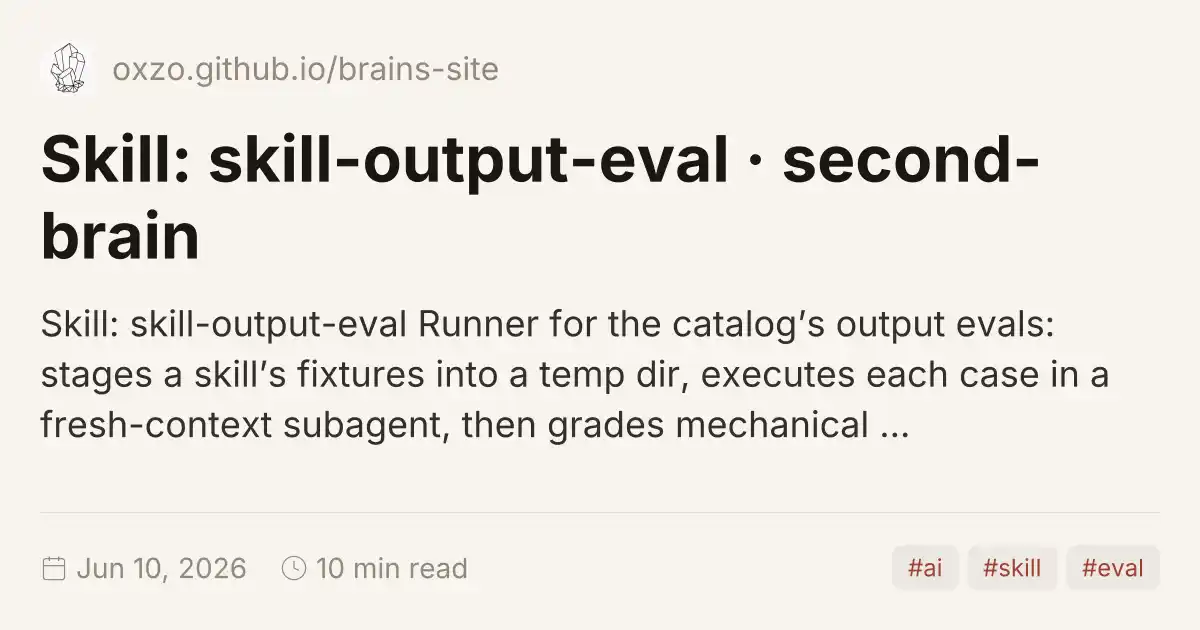 oxzo.github.io/brains-site
Skill: skill-output-eval · second-
brain
Skill: skill-output-eval Runner for the catalog’s output evals:
stages a skill’s fixtures into a temp dir, executes each case in a
fresh-context subagent, then grades mechanical ...
Jun 10, 2026 10 min read #ai #skill #eval